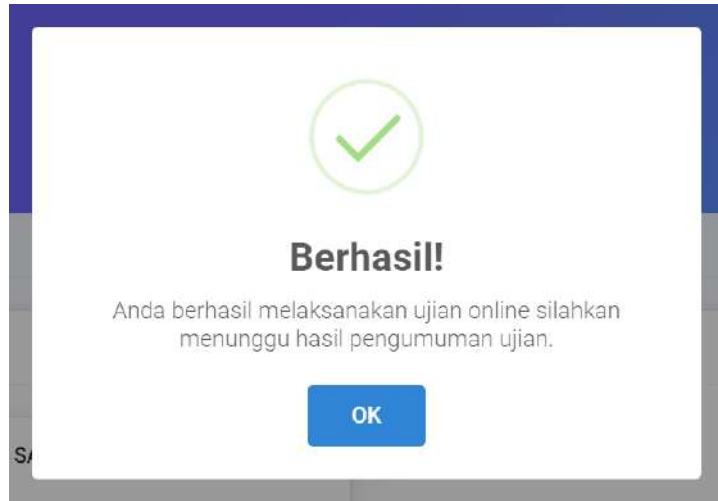 Berhasil!
Anda berhasil melaksanakan ujian online silahkan
menunggu hasil pengumuman ujian.
OK